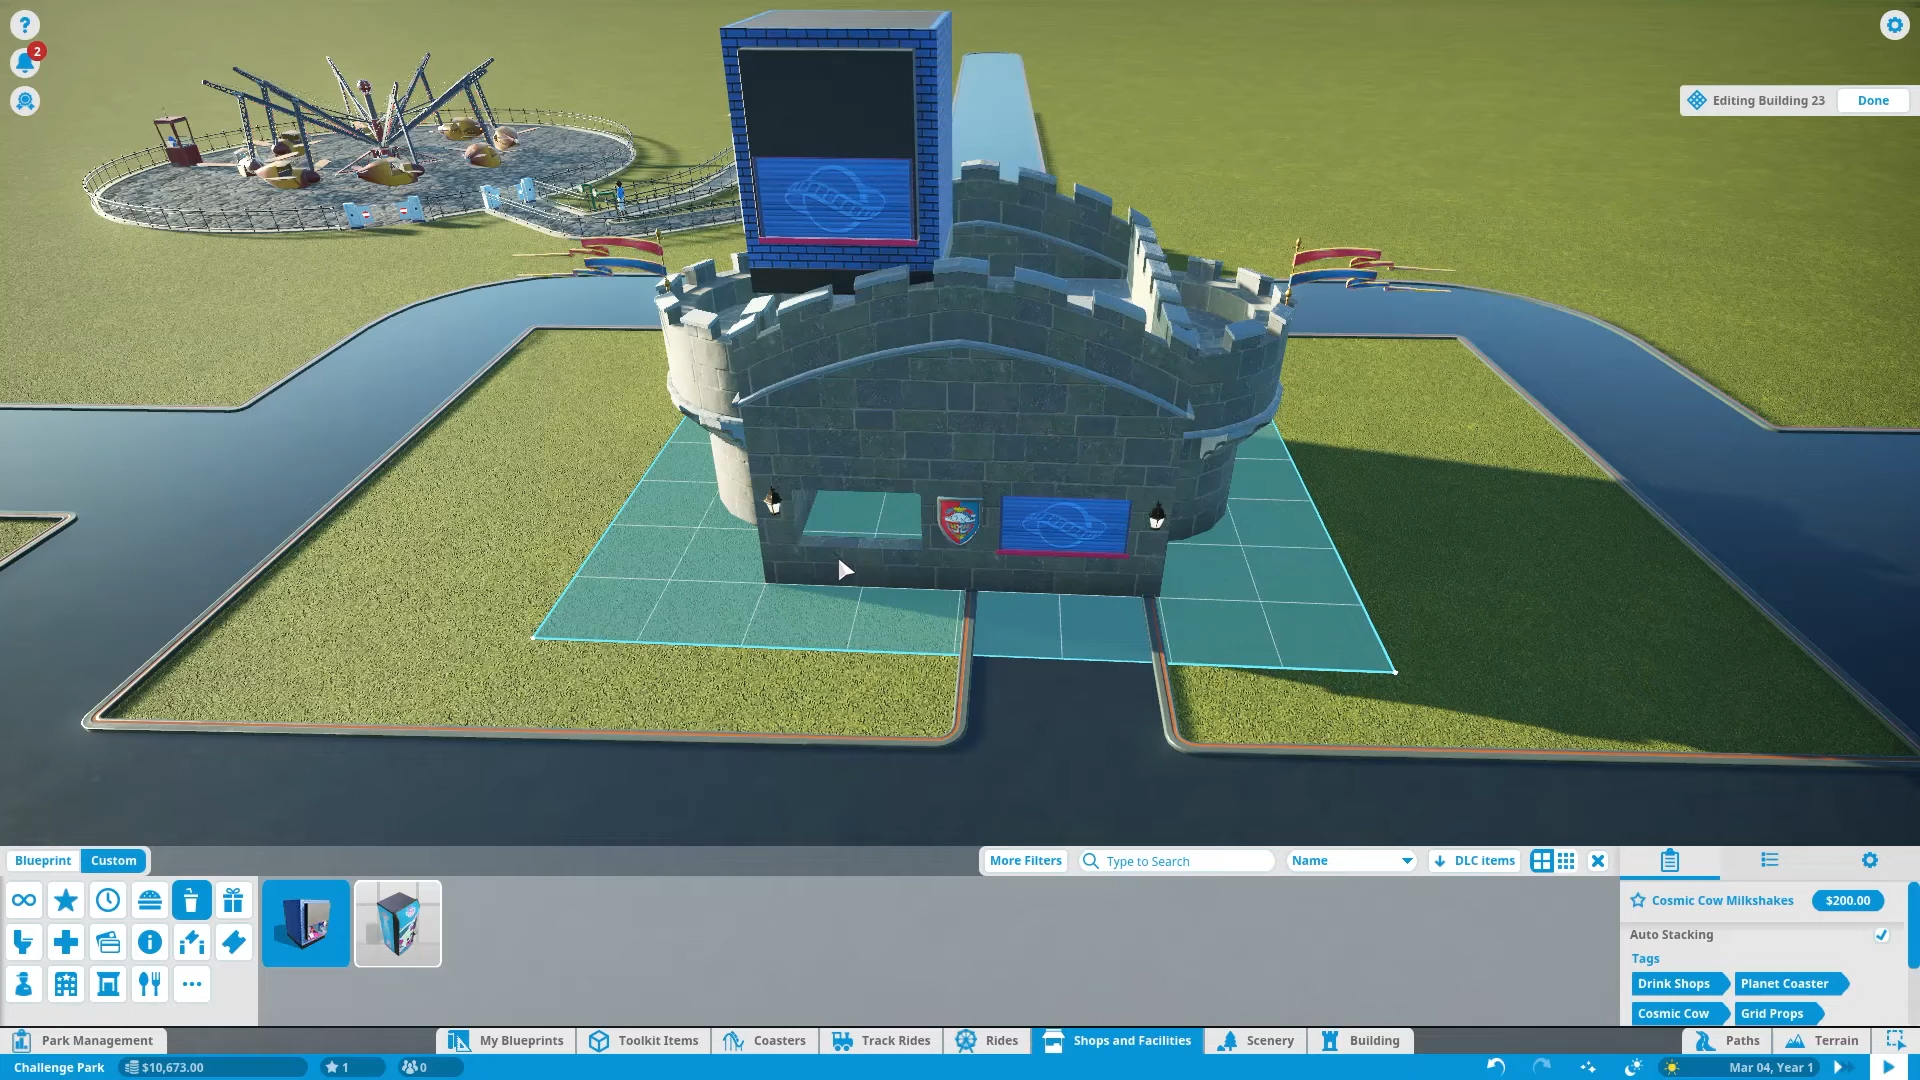 2
Editing Building 23
Done
Blueprint
Custom
More Filters
Type to Search
Name
DLC items
Cosmic Cow Milkshakes
$200.00
Auto Stacking
Tags
Drink Shops
Planet Coaster
Cosmic Cow
Grid Props
Park Management
My Blueprints
Toolkit Items
Coasters
Track Rides
Rides
Shops and Facilities
Scenery
Building
Paths
Terrain
Challenge Park
$10,673.00
1
0
Mar 04, Year 1